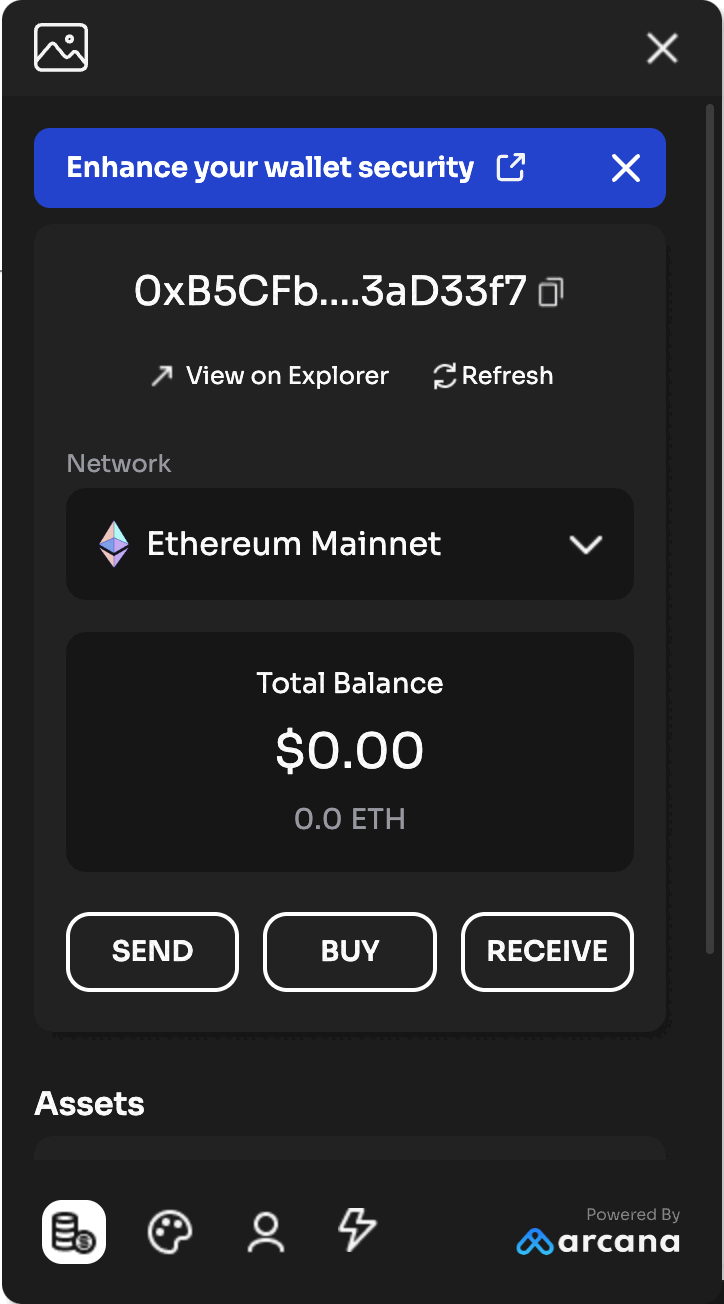 Enhance your wallet security
0xB5CFb....3aD33f7
View on Explorer Refresh
Network
Ethereum Mainnet
Total Balance
$0.00
0.0 ETH
SEND BUY RECEIVE
Assets
Powered By
arcana